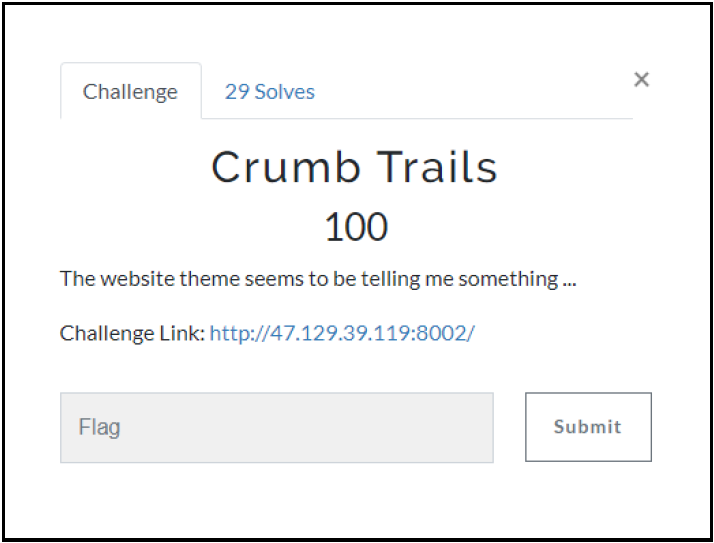 Challenge
29 Solves
×
Crumb Trails
100
The website theme seems to be telling me something ...
Challenge Link: http://47.129.39.119:8002/
Flag
Submit